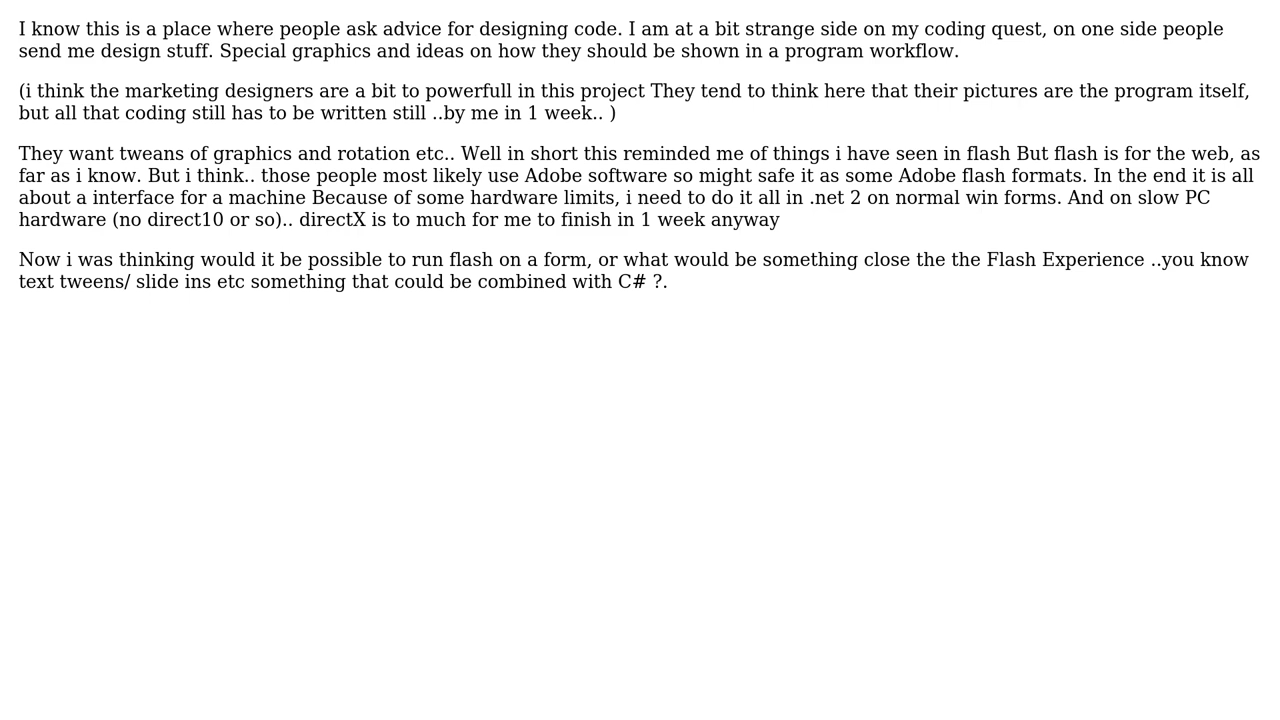 I know this is a place where people ask advice for designing code. I am at a bit strange side on my coding quest, on one side people
send me design stuff. Special graphics and ideas on how they should be shown in a program workflow.
(i think the marketing designers are a bit to powerfull in this project They tend to think here that their pictures are the program itself,
but all that coding still has to be written still ..by me in 1 week.. )
They want tweans of graphics and rotation etc.. Well in short this reminded me of things i have seen in flash But flash is for the web, as
far as i know. But i think.. those people most likely use Adobe software so might safe it as some Adobe flash formats. In the end it is all
about a interface for a machine Because of some hardware limits, i need to do it all in .net 2 on normal win forms. And on slow PC
hardware (no direct10 or so).. directX is to much for me to finish in 1 week anyway
Now i was thinking would it be possible to run flash on a form, or what would be something close the the Flash Experience ..you know
text tweens/ slide ins etc something that could be combined with C# ?.